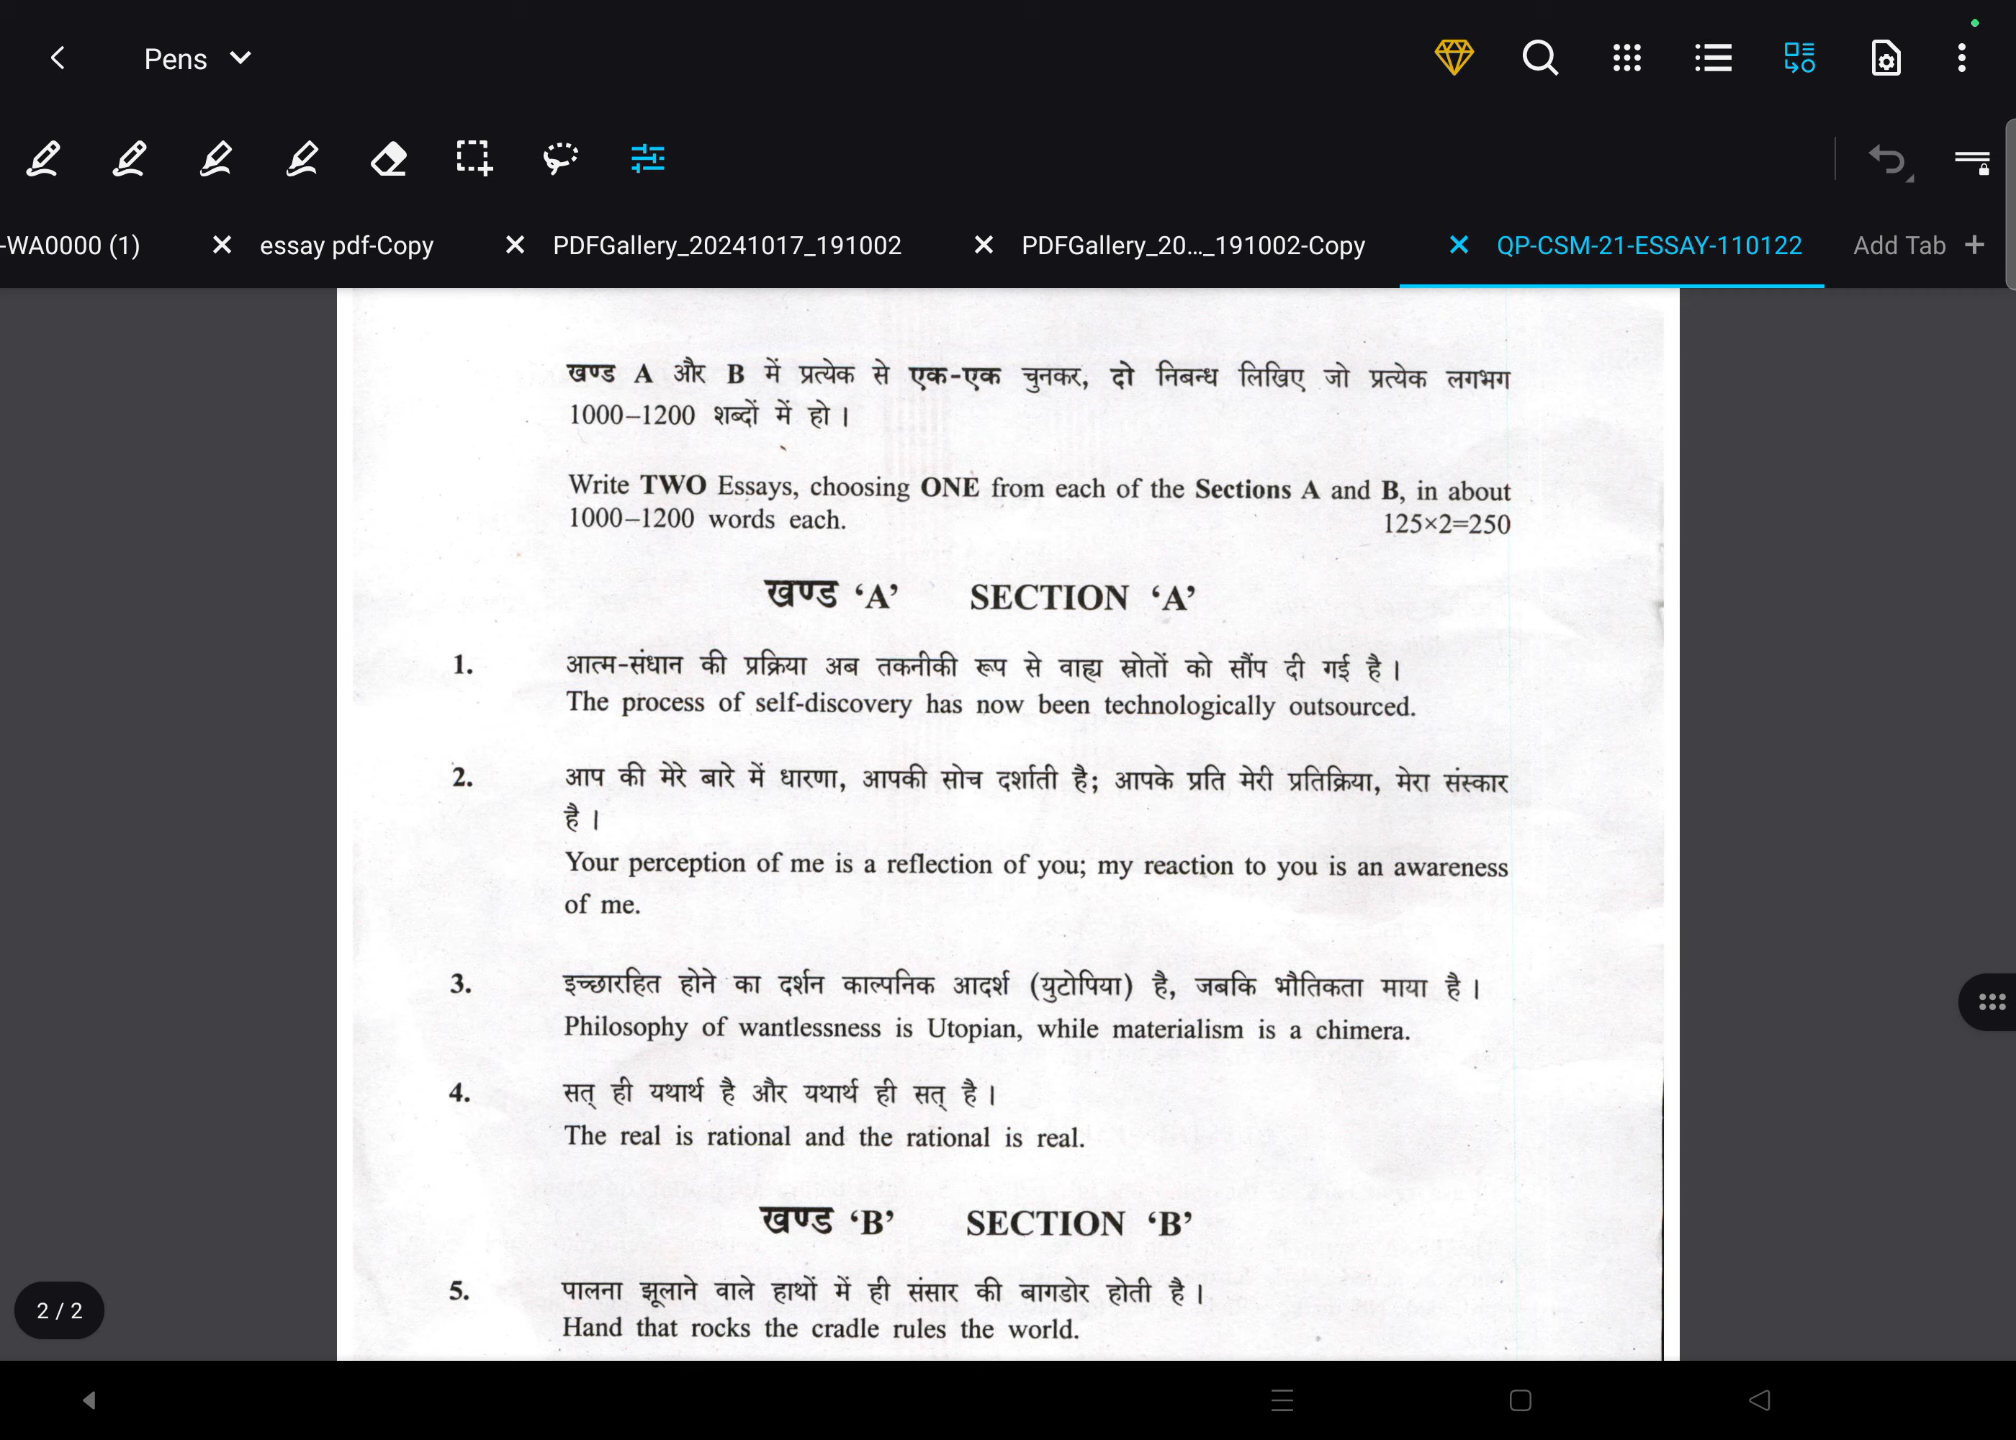 Pens
-WA0000 (1)
essay pdf-Copy
PDFGallery_20241017_191002
PDFGallery_20..._191002-Copy
QP-CSM-21-ESSAY-110122
Add Tab +
खण्ड A और B में प्रत्येक से एक-एक चुनकर, दो निबन्ध लिखिए जो प्रत्येक लगभग
1000–1200 शब्दों में हो ।
Write TWO Essays, choosing ONE from each of the Sections A and B, in about
1000–1200 words each. 125×2=250
खण्ड ‘A’ SECTION ‘A’
1. आत्म-संधान की प्रक्रिया अब तकनीकी रूप से वाह्य स्रोतों को सौंप दी गई है ।
The process of self-discovery has now been technologically outsourced.
2. आप की मेरे बारे में धारणा, आपकी सोच दर्शाती है; आपके प्रति मेरी प्रतिक्रिया, मेरा संस्कार
है ।
Your perception of me is a reflection of you; my reaction to you is an awareness
of me.
3. इच्छारहित होने का दर्शन काल्पनिक आदर्श (युटोपिया) है, जबकि भौतिकता माया है ।
Philosophy of wantlessness is Utopian, while materialism is a chimera.
4. सत् ही यथार्थ है और यथार्थ ही सत् है ।
The real is rational and the rational is real.
खण्ड ‘B’ SECTION ‘B’
5. पालना झूलाने वाले हाथों में ही संसार की बागडोर होती है ।
Hand that rocks the cradle rules the world.
2 / 2